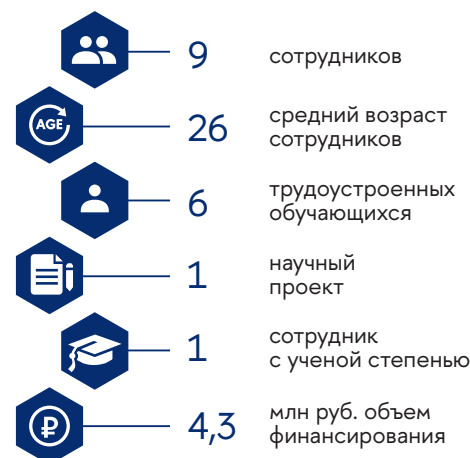 9 сотрудников
AGE
26 средний возраст
сотрудников
6 трудоустроенных
обучающихся
1 научный
проект
1 сотрудник
с ученой степенью
₽
4,3 млн руб. объем
финансирования